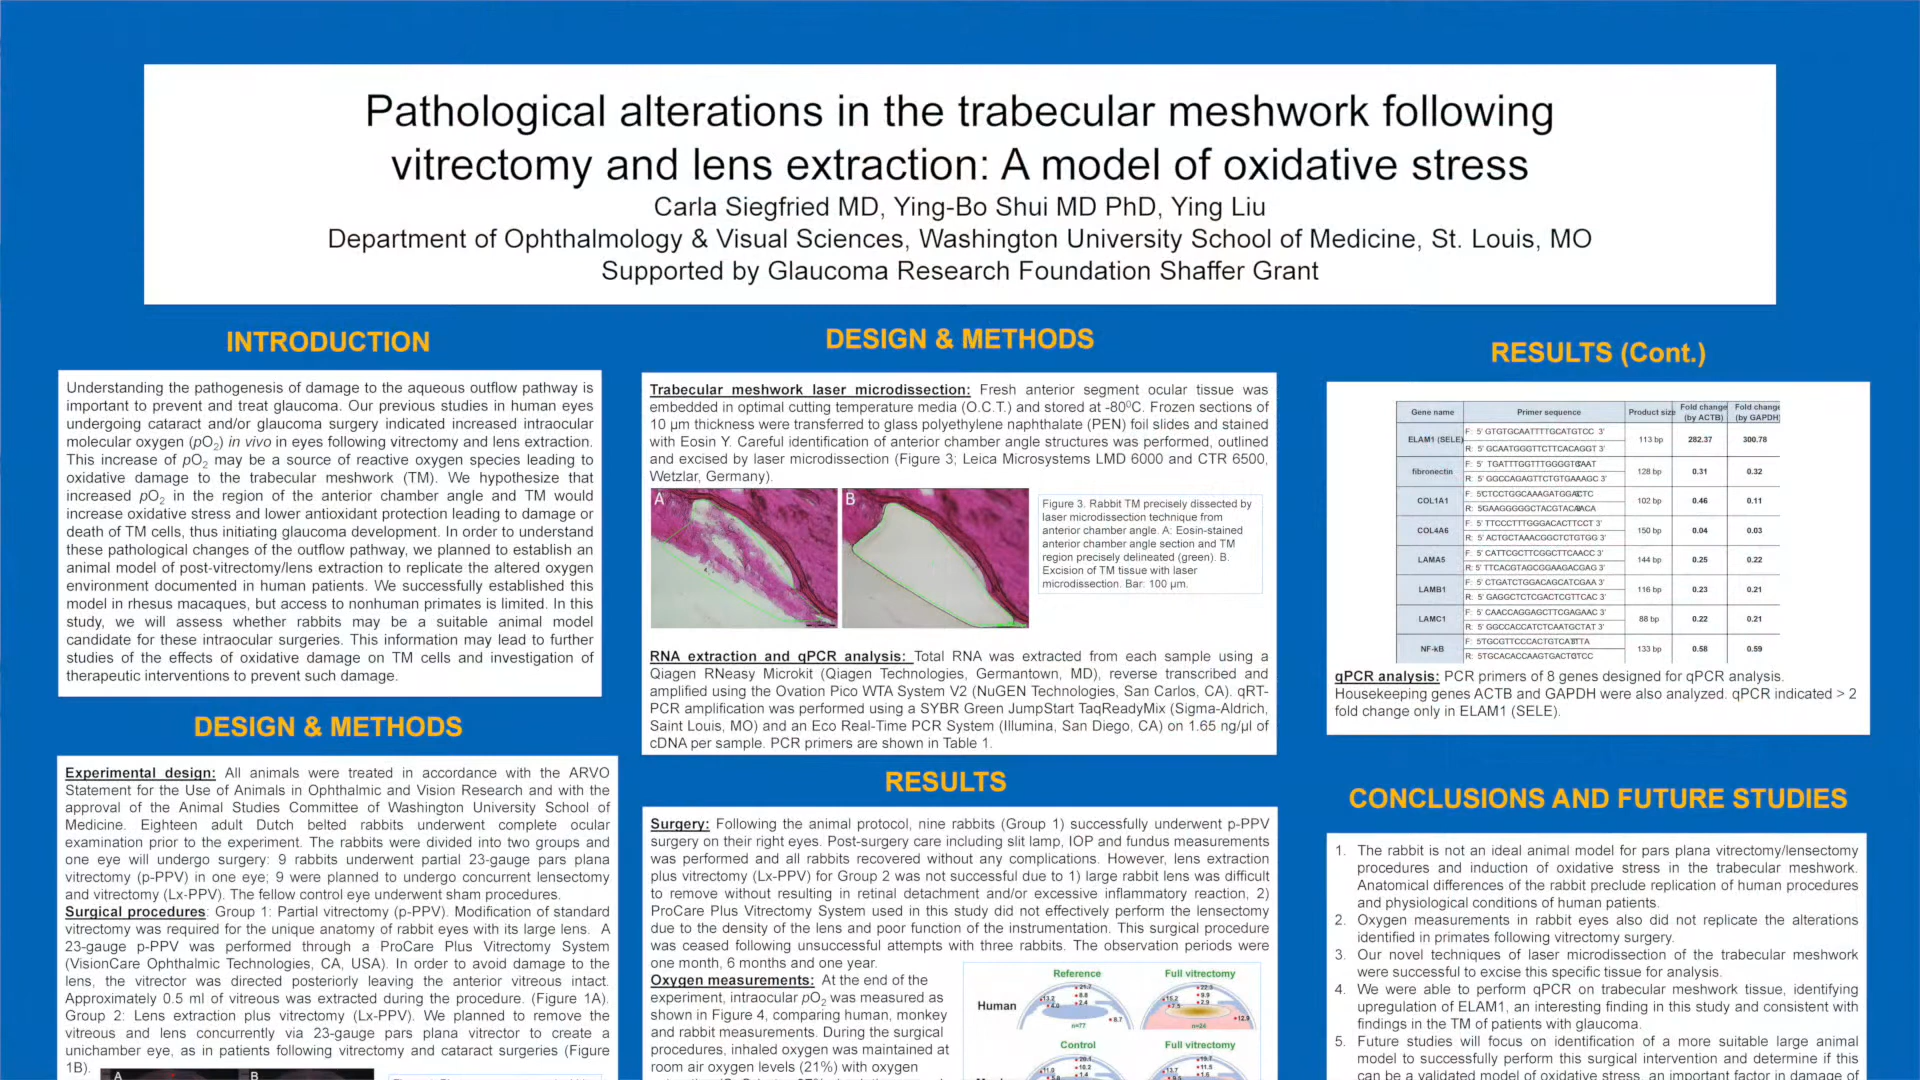 Pathological alterations in the trabecular meshwork following
vitrectomy and lens extraction: A model of oxidative stress
Carla Siegfried MD, Ying-Bo Shui MD PhD, Ying Liu
Department of Ophthalmology & Visual Sciences, Washington University School of Medicine, St. Louis, MO
Supported by Glaucoma Research Foundation Shaffer Grant
INTRODUCTION
Understanding the pathogenesis of damage to the aqueous outflow pathway is
important to prevent and treat glaucoma. Our previous studies in human eyes
undergoing cataract and/or glaucoma surgery indicated increased intraocular
molecular oxygen (pO2) in vivo in eyes following vitrectomy and lens extraction.
This increase of pO2 may be a source of reactive oxygen species leading to
oxidative damage to the trabecular meshwork (TM). We hypothesize that
increased pO2 in the region of the anterior chamber angle and TM would
increase oxidative stress and lower antioxidant protection leading to damage or
death of TM cells, thus initiating glaucoma development. In order to understand
these pathological changes of the outflow pathway, we planned to establish an
animal model of post-vitrectomy/lens extraction to replicate the altered oxygen
environment documented in human patients. We successfully established this
model in rhesus macaques, but access to nonhuman primates is limited. In this
study, we will assess whether rabbits may be a suitable animal model
candidate for these intraocular surgeries. This information may lead to further
studies of the effects of oxidative damage on TM cells and investigation of
therapeutic interventions to prevent such damage.
DESIGN & METHODS
Experimental design: All animals were treated in accordance with the ARVO
Statement for the Use of Animals in Ophthalmic and Vision Research and with the
approval of the Animal Studies Committee of Washington University School of
Medicine. Eighteen adult Dutch belted rabbits underwent complete ocular
examination prior to the experiment. The rabbits were divided into two groups and
one eye will undergo surgery: 9 rabbits underwent partial 23-gauge pars plana
vitrectomy (p-PPV) in one eye; 9 were planned to undergo concurrent lensectomy
and vitrectomy (Lx-PPV). The fellow control eye underwent sham procedures.
Surgical procedures: Group 1: Partial vitrectomy (p-PPV). Modification of standard
vitrectomy was required for the unique anatomy of rabbit eyes with its large lens. A
23-gauge p-PPV was performed through a ProCare Plus Vitrectomy System
(VisionCare Ophthalmic Technologies, CA, USA). In order to avoid damage to the
lens, the vitrector was directed posteriorly leaving the anterior vitreous intact.
Approximately 0.5 ml of vitreous was extracted during the procedure. (Figure 1A).
Group 2: Lens extraction plus vitrectomy (Lx-PPV). We planned to remove the
vitreous and lens concurrently via 23-gauge pars plana vitrector to create a
unichamber eye, as in patients following vitrectomy and cataract surgeries (Figure
1B).
A
B
DESIGN & METHODS
Trabecular meshwork laser microdissection: Fresh anterior segment ocular tissue was
embedded in optimal cutting temperature media (O.C.T.) and stored at -80⁰C. Frozen sections of
10 µm thickness were transferred to glass polyethylene naphthalate (PEN) foil slides and stained
with Eosin Y. Careful identification of anterior chamber angle structures was performed, outlined
and excised by laser microdissection (Figure 3; Leica Microsystems LMD 6000 and CTR 6500,
Wetzlar, Germany).
A
B
Figure 3. Rabbit TM precisely dissected by
laser microdissection technique from
anterior chamber angle. A: Eosin-stained
anterior chamber angle section and TM
region precisely delineated (green). B.
Excision of TM tissue with laser
microdissection. Bar: 100 µm.
RNA extraction and qPCR analysis: Total RNA was extracted from each sample using a
Qiagen RNeasy Microkit (Qiagen Technologies, Germantown, MD), reverse transcribed and
amplified using the Ovation Pico WTA System V2 (NuGEN Technologies, San Carlos, CA). qRT-
PCR amplification was performed using a SYBR Green JumpStart TaqReadyMix (Sigma-Aldrich,
Saint Louis, MO) and an Eco Real-Time PCR System (Illumina, San Diego, CA) on 1.65 ng/µl of
cDNA per sample. PCR primers are shown in Table 1.
RESULTS
Surgery: Following the animal protocol, nine rabbits (Group 1) successfully underwent p-PPV
surgery on their right eyes. Post-surgery care including slit lamp, IOP and fundus measurements
was performed and all rabbits recovered without any complications. However, lens extraction
plus vitrectomy (Lx-PPV) for Group 2 was not successful due to 1) large rabbit lens was difficult
to remove without resulting in retinal detachment and/or excessive inflammatory reaction, 2)
ProCare Plus Vitrectomy System used in this study did not effectively perform the lensectomy
due to the density of the lens and poor function of the instrumentation. This surgical procedure
was ceased following unsuccessful attempts with three rabbits. The observation periods were
one month, 6 months and one year.
Oxygen measurements: At the end of the
experiment, intraocular pO2 was measured as
shown in Figure 4, comparing human, monkey
and rabbit measurements. During the surgical
procedures, inhaled oxygen was maintained at
room air oxygen levels (21%) with oxygen
Reference Full vitrectomy
Human
n=77 n=24
Control Full vitrectomy
RESULTS (Cont.)
Gene name Primer sequence Product size Fold change (by ACTB) Fold change (by GAPDH
ELAM1 (SELE) F: 5' GTGTGCAATTTTGCATGTCC 3' 113 bp 282.37 300.78
R: 5' GCAATGGGTTCTTCACAGGT 3'
fibronectin 128 bp 0.31 0.32
R: 5' GGCCAGAGTTCTGTGAAAGC 3'
COL1A1 102 bp 0.46 0.11
COL4A6 F: 5' TTCCCTTTGGGACACTTCCT 3' 150 bp 0.04 0.03
R: 5' ACTGCTAAACGGCTCTGTGG 3'
LAMA5 F: 5' CATTCGCTTCGGCTTCAACC 3' 144 bp 0.25 0.22
R: 5' TTCACGTAGCGGAAGACGAG 3'
LAMB1 F: 5' CTGATCTGGACAGCATCGAA 3' 116 bp 0.23 0.21
R: 5' GAGGCTCTCGACTCGTTCAC 3'
LAMC1 F: 5' CAACCAGGAGCTTCGAGAAC 3' 88 bp 0.22 0.21
R: 5' GGCCACCATCTCAATGCTAT 3'
NF-kB 133 bp 0.58 0.59
qPCR analysis: PCR primers of 8 genes designed for qPCR analysis.
Housekeeping genes ACTB and GAPDH were also analyzed. qPCR indicated > 2
fold change only in ELAM1 (SELE).
CONCLUSIONS AND FUTURE STUDIES
1. The rabbit is not an ideal animal model for pars plana vitrectomy/lensectomy
procedures and induction of oxidative stress in the trabecular meshwork.
Anatomical differences of the rabbit preclude replication of human procedures
and physiological conditions of human patients.
2. Oxygen measurements in rabbit eyes also did not replicate the alterations
identified in primates following vitrectomy surgery.
3. Our novel techniques of laser microdissection of the trabecular meshwork
were successful to excise this specific tissue for analysis.
4. We were able to perform qPCR on trabecular meshwork tissue, identifying
upregulation of ELAM1, an interesting finding in this study and consistent with
findings in the TM of patients with glaucoma.
5. Future studies will focus on identification of a more suitable large animal
model to successfully perform this surgical intervention and determine if this
can be a validated model of oxidative stress, an important factor in damage of